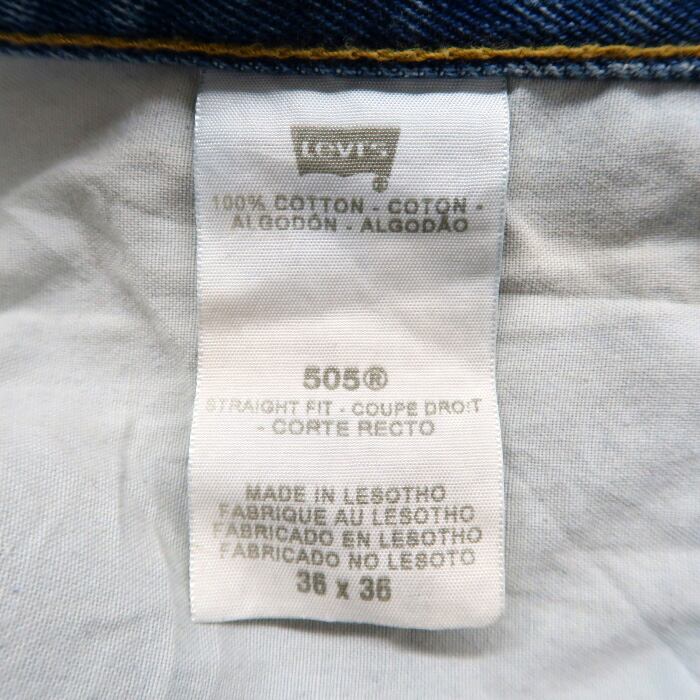 Levi's
®
100% COTTON - COTON -
ALGODÓN - ALGODÃO
505®
STRAIGHT FIT - COUPE DROIT
- CORTE RECTO
MADE IN LESOTHO
FABRIQUE AU LESOTHO
FABRICADO EN LESOTHO
FABRICADO NO LESOTO
36 x 36